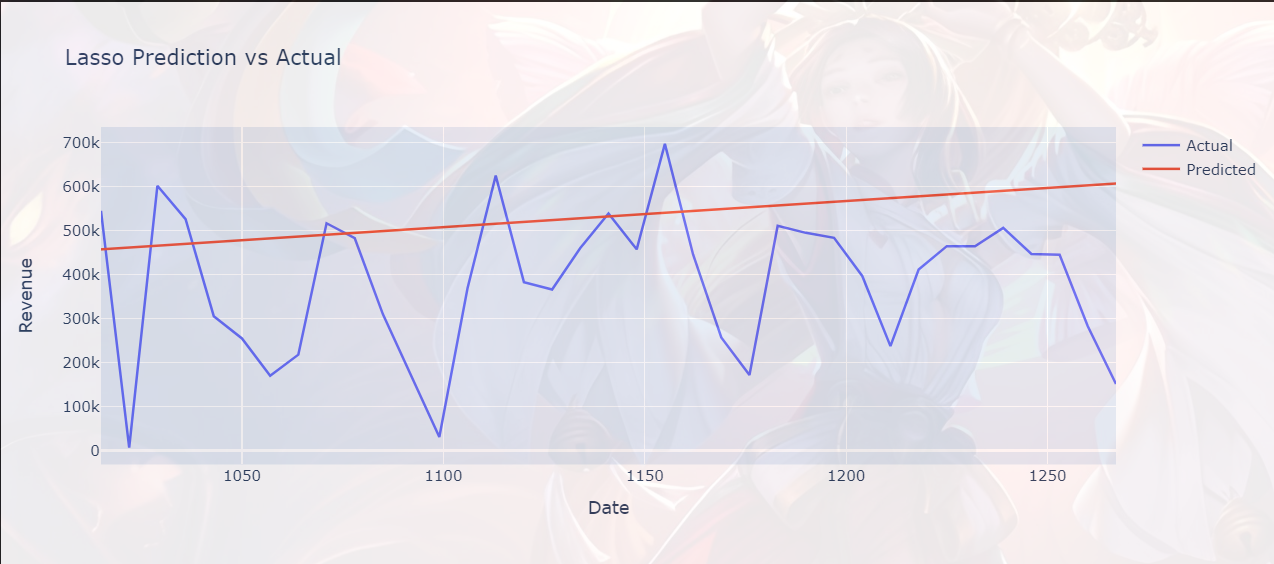 Lasso Prediction vs Actual
700k
600k
500k
400k
300k
200k
100k
0
Revenue
1050 1100 1150 1200 1250
Date
Actual
Predicted